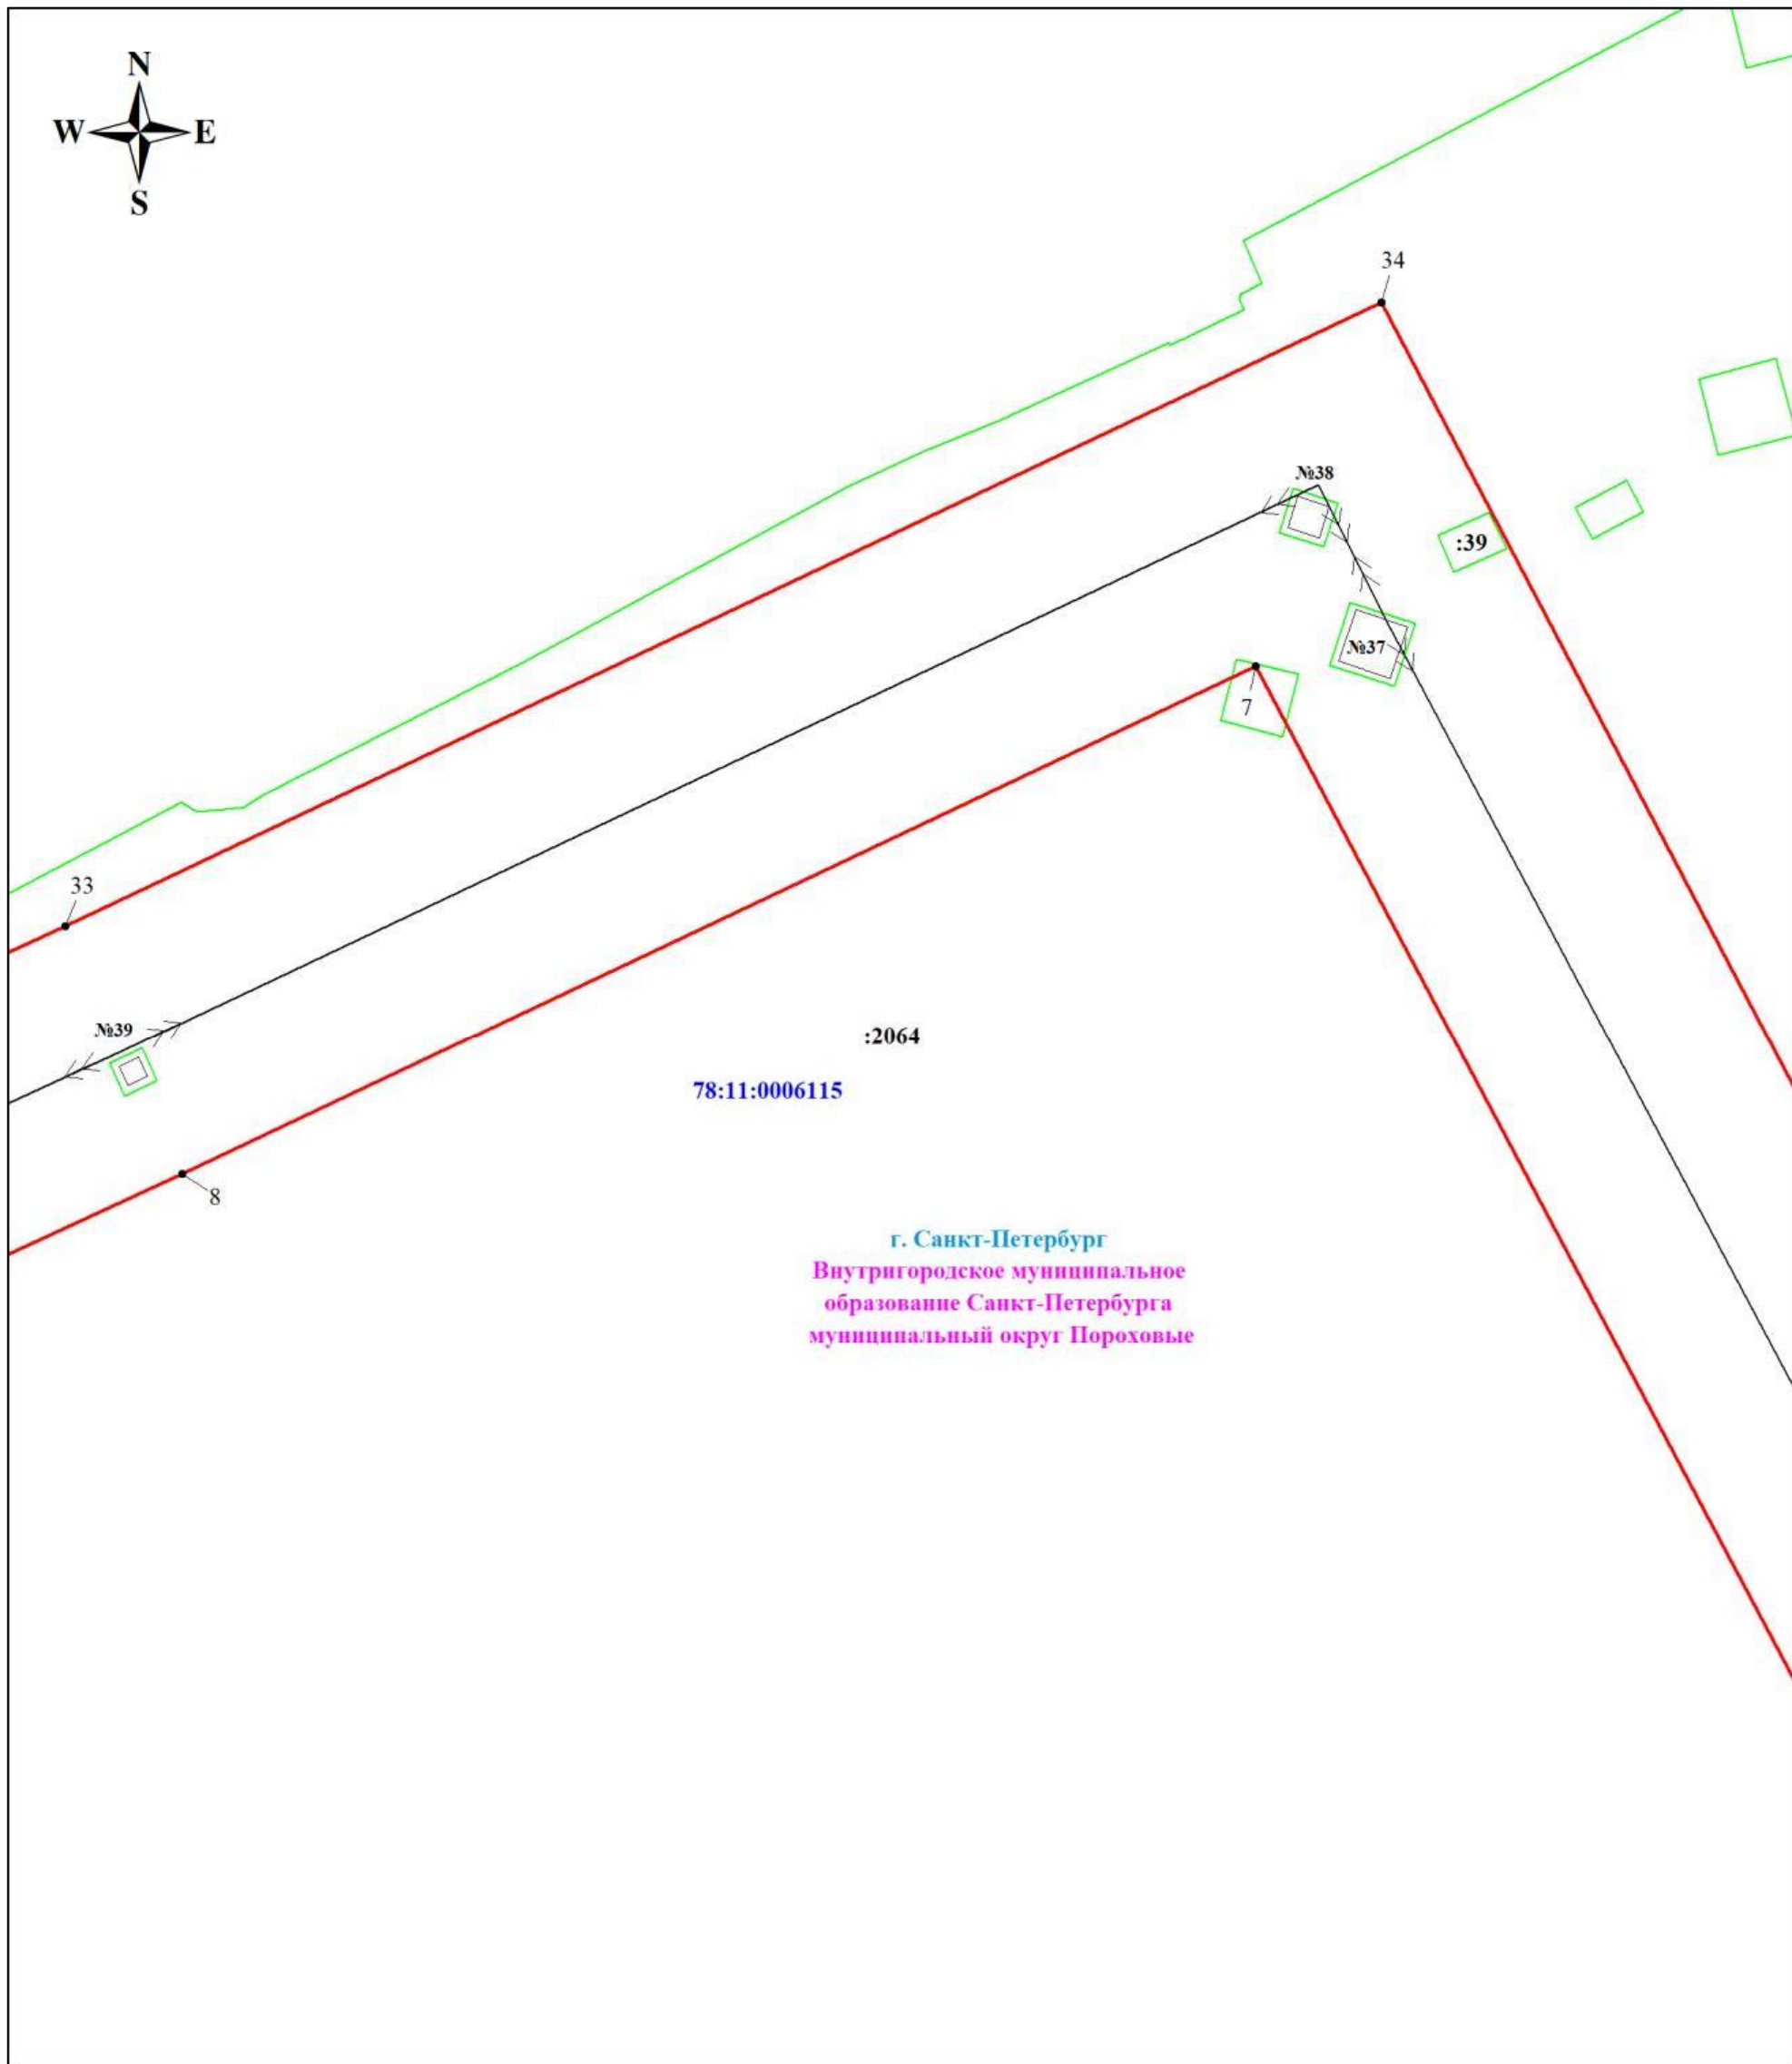 N
W E
S
34
№38
:39
№37
7
33
№39
:2064
78:11:0006115
8
г. Санкт-Петербург
Внутригородское муниципальное
образование Санкт-Петербурга
муниципальный округ Пороховые